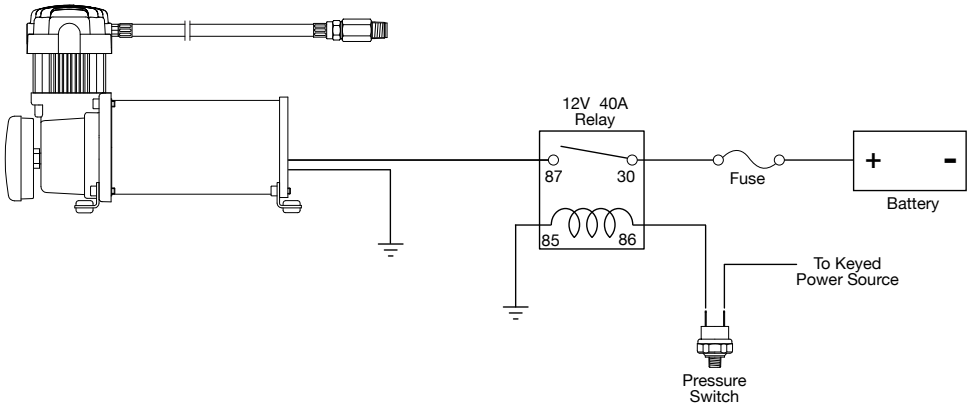 12V 40A
Relay
87
30
85
86
Fuse
+
-
Battery
To Keyed
Power Source
Pressure
Switch